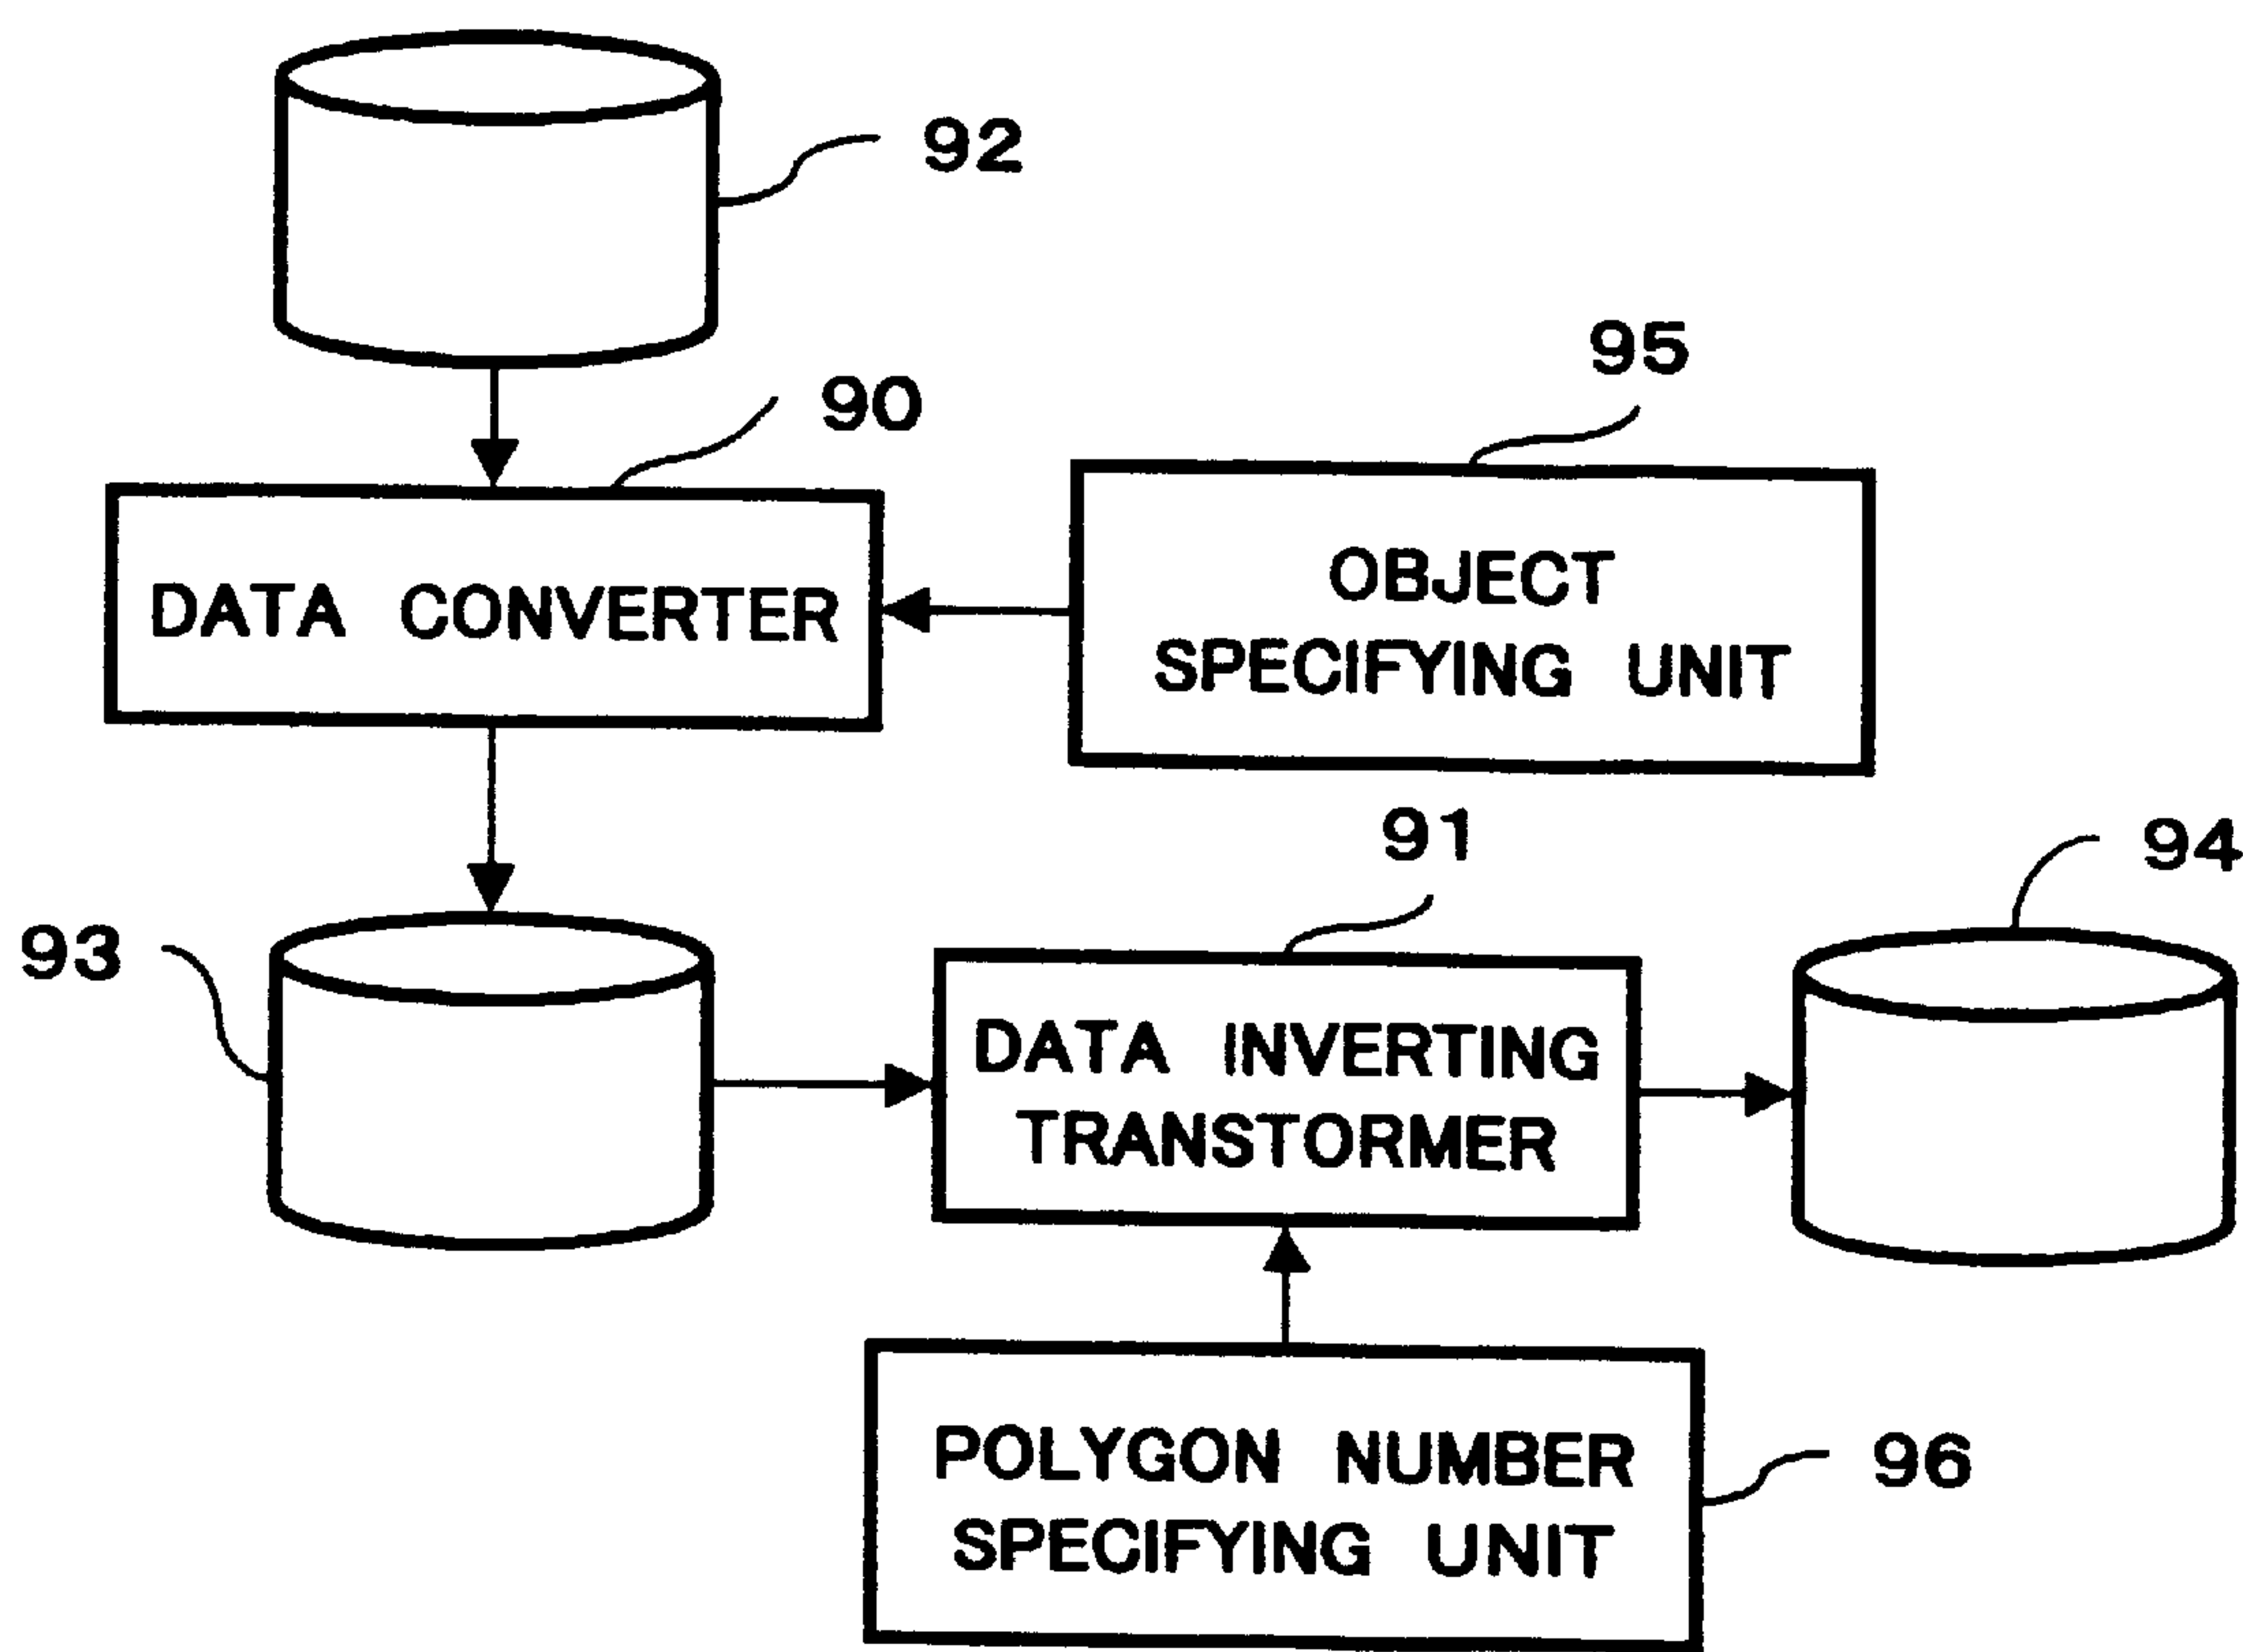 92
90
95
DATA CONVERTER
OBJECT
SPECIFYING UNIT
91
94
93
DATA INVERTING
TRANSTORMER
POLYGON NUMBER
SPECIFYING UNIT
96